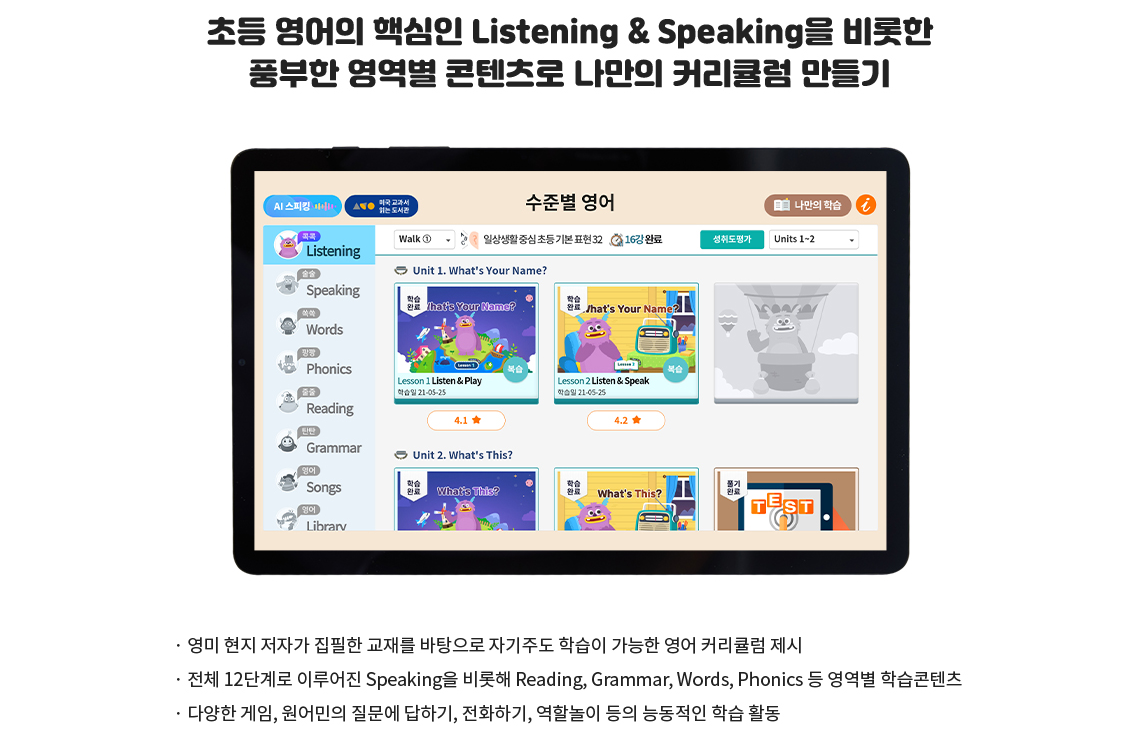 초등 영어의 핵심인 Listening & Speaking을 비롯한
풍부한 영역별 콘텐츠로 나만의 커리큘럼 만들기
AI 스피킹
미국 교과서
읽는 도서관
수준별 영어
나만의 학습
i
쏙쏙
Listening
술술
Speaking
쏙쏙
Words
팡팡
Phonics
줄줄
Reading
탄탄
Grammar
영어
Songs
영어
Library
Walk ①
일상생활 중심 초등 기본 표현 32
16강 완료
성취도평가
Units 1~2
Unit 1. What's Your Name?
학습
완료
What's Your Name?
Lesson 1
복습
Lesson 1 Listen & Play
학습일 21-05-25
4.1
학습
완료
What's Your Name?
Lesson 2
복습
Lesson 2 Listen & Speak
학습일 21-05-25
4.2
Unit 2. What's This?
학습
완료
What's This?
학습
완료
What's This?
풀기
완료
TEST
· 영미 현지 저자가 집필한 교재를 바탕으로 자기주도 학습이 가능한 영어 커리큘럼 제시
· 전체 12단계로 이루어진 Speaking을 비롯해 Reading, Grammar, Words, Phonics 등 영역별 학습콘텐츠
· 다양한 게임, 원어민의 질문에 답하기, 전화하기, 역할놀이 등의 능동적인 학습 활동